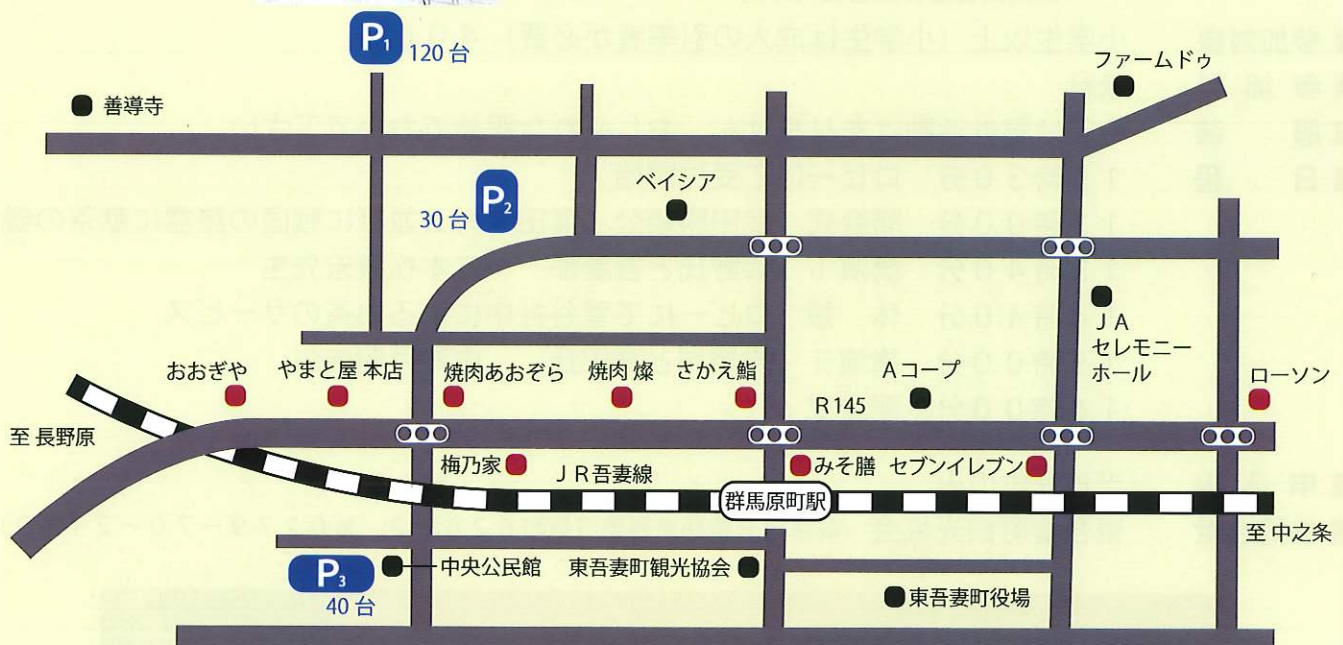 P1
120台
ファームドゥ
善導寺
ベイシア
P2
30台
JA
セレモニー
ホール
おおぎや
やまと屋 本店
焼肉あおぞら
焼肉 燦
さかえ鮨
Aコープ
R145
ローソン
至 長野原
梅乃家
JR吾妻線
みそ膳
セブンイレブン
群馬原町駅
至 中之条
P3
40台
中央公民館
東吾妻町観光協会
東吾妻町役場